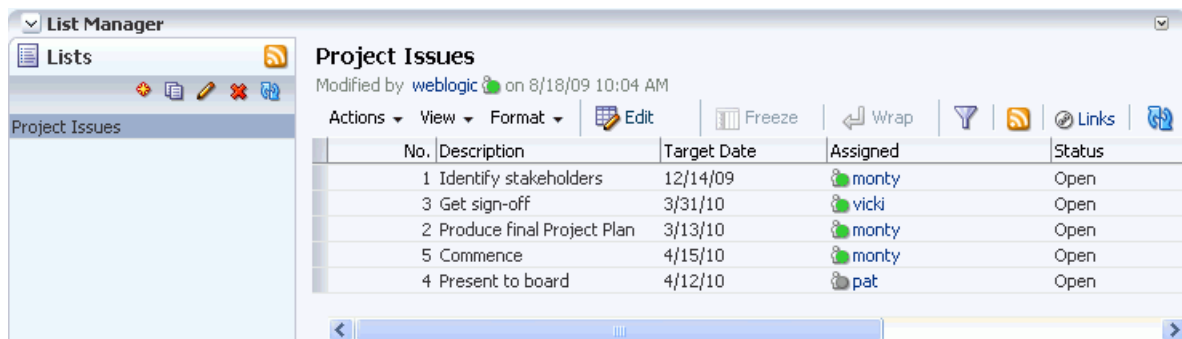 List Manager
Lists
Project Issues
Project Issues
Modified by weblogic on 8/18/09 10:04 AM
Actions View Format Edit Freeze Wrap Links
No. Description Target Date Assigned Status
1 Identify stakeholders 12/14/09 monty Open
3 Get sign-off 3/31/10 vicki Open
2 Produce final Project Plan 3/13/10 monty Open
5 Commence 4/15/10 monty Open
4 Present to board 4/12/10 pat Open